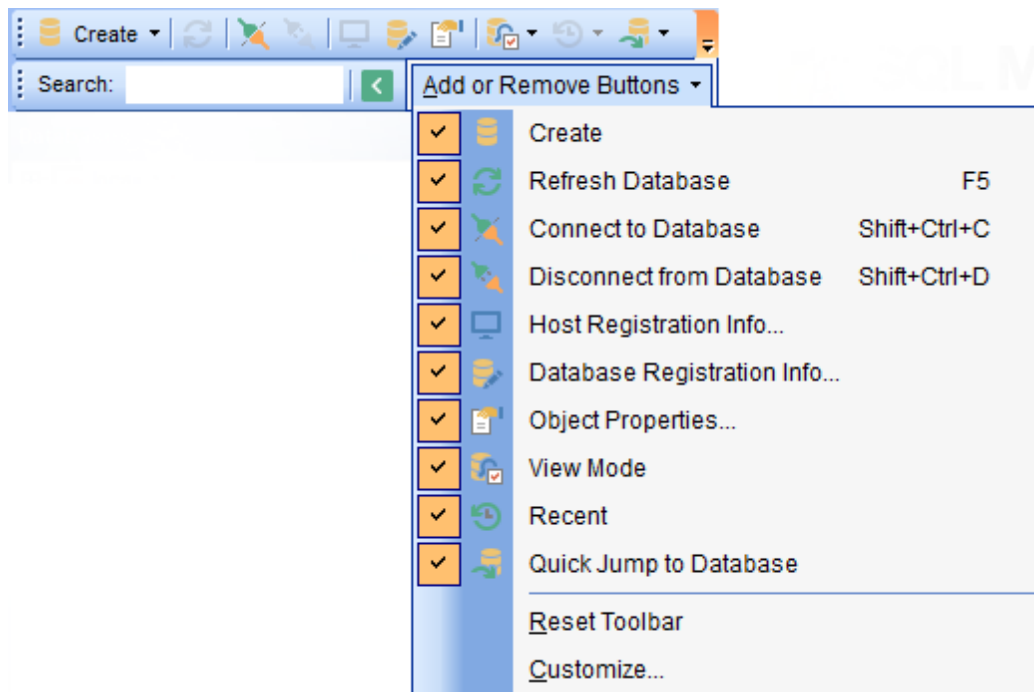 Create
Search:
Add or Remove Buttons
Create
Refresh Database F5
Connect to Database Shift+Ctrl+C
Disconnect from Database Shift+Ctrl+D
Host Registration Info...
Database Registration Info...
Object Properties...
View Mode
Recent
Quick Jump to Database
Reset Toolbar
Customize...